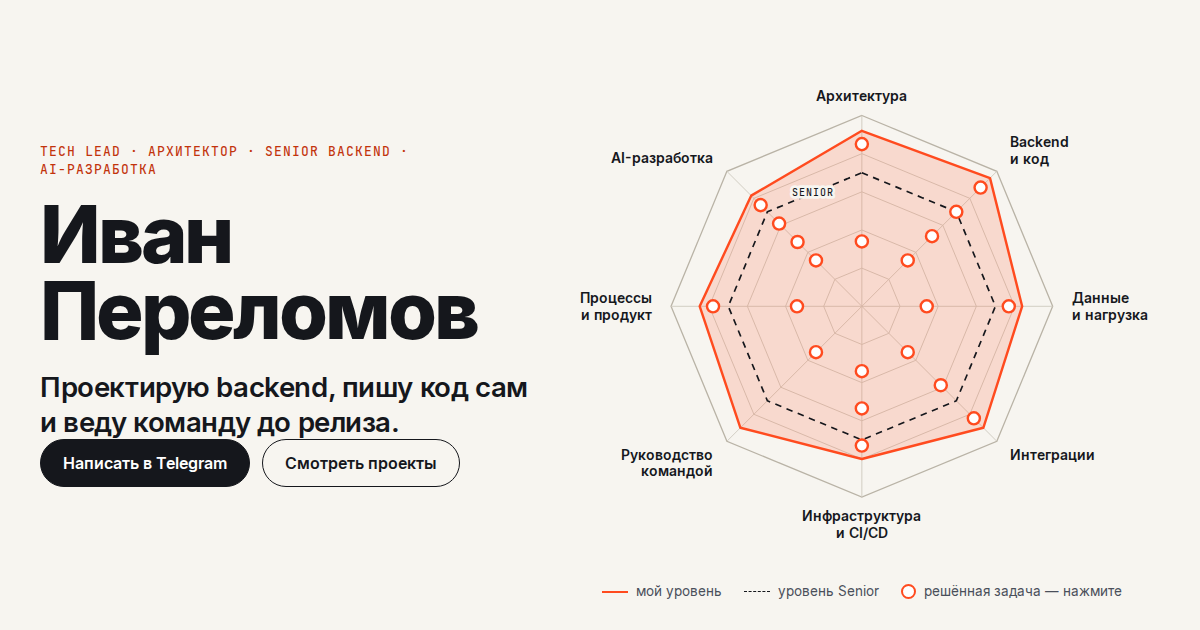 TECH LEAD · АРХИТЕКТОР · SENIOR BACKEND ·
AI-РАЗРАБОТКА
Иван
Переломов
Проектирую backend, пишу код сам
и веду команду до релиза.
Написать в Telegram
Смотреть проекты
Архитектура
Backend
и код
AI-разработка
SENIOR
Процессы
и продукт
Данные
и нагрузка
Руководство
командой
Интеграции
Инфраструктура
и CI/CD
мой уровень
уровень Senior
решённая задача — нажмите